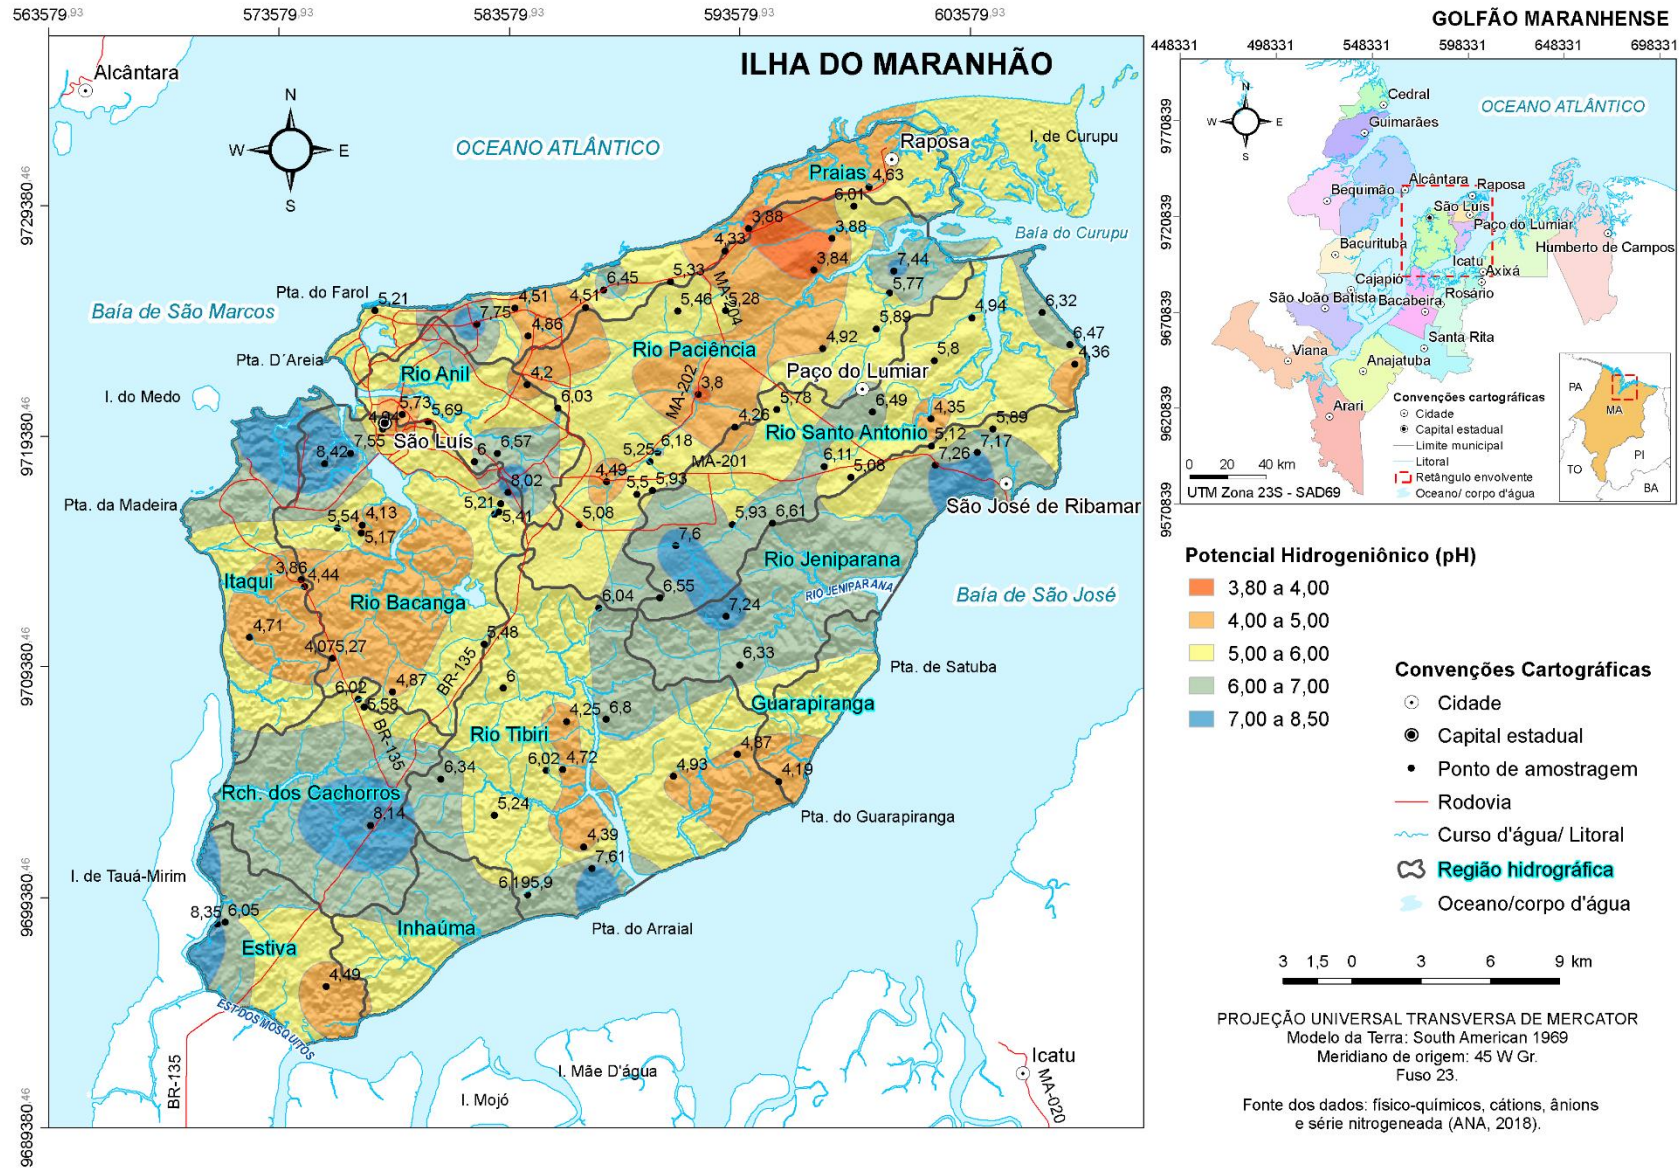 563579,93
573579,93
583579,93
593579,93
603579,93
9729380,46
9719380,46
9709380,46
9699380,46
9689380,46
ILHA DO MARANHÃO
Alcântara
N
W
E
S
OCEANO ATLÂNTICO
I. de Curupu
Raposa
Praias
4,63
6,01
3,88
3,88
4,33
3,84
Baía do Curupu
7,44
5,77
5,33
6,45
MA-204
5,28
5,46
4,94
6,32
Pta. do Farol
5,21
4,51
4,51
7,75
4,86
5,89
6,47
4,36
Baía de São Marcos
4,92
5,8
Rio Paciência
Pta. D´Areia
Rio Anil
Paço do Lumiar
4,2
3,8
MA-202
I. do Medo
6,03
5,78
6,49
4,35
5,89
5,73
5,69
4,94
4,26
Rio Santo Antonio
São Luís
5,12
7,17
7,55
8,42
6,57
6
6,18
5,25
MA-201
6,11
5,08
7,26
4,49
5,93
5,5
8,02
São José de Ribamar
Pta. da Madeira
5,21
5,41
5,54
4,13
5,17
5,08
5,93
6,61
7,6
Rio Jeniparana
3,86
Itaqui
4,44
Rio Bacanga
6,55
RIO JENIPARANA
Baía de São José
6,04
7,24
4,71
5,48
4,07
5,27
6,33
Pta. de Satuba
BR-135
6,02
4,87
5,58
6
Guarapiranga
4,25
6,8
BR-135
Rio Tibiri
4,87
6,34
6,02
4,72
4,93
4,19
Rch. dos Cachorros
8,14
5,24
Pta. do Guarapiranga
4,39
7,61
I. de Tauá-Mirim
6,19
5,9
8,35
6,05
Inhaúma
Pta. do Arraial
Estiva
4,49
EST. DOS MOSQUITOS
BR-135
I. Mojó
I. Mãe D'água
Icatu
MA-020
GOLFÃO MARANHENSE
448331
498331
548331
598331
648331
698331
9770839
9720839
9670839
9620839
9570839
N
W
E
S
Cedral
OCEANO ATLÂNTICO
Guimarães
Alcântara
Bequimão
Raposa
São Luís
Paço do Lumiar
Bacurituba
Humberto de Campos
Icatu
Axixá
Cajapió
Rosário
São João Batista
Bacabeira
Santa Rita
Viana
Anajatuba
Arari
PA
MA
TO
PI
BA
Convenções cartográficas
Cidade
Capital estadual
Limite municipal
Litoral
Retângulo envolvente
Oceano/ corpo d'água
0 20 40 km
UTM Zona 23S - SAD69
Potencial Hidrogeniônico (pH)
3,80 a 4,00
4,00 a 5,00
5,00 a 6,00
6,00 a 7,00
7,00 a 8,50
Convenções Cartográficas
Cidade
Capital estadual
Ponto de amostragem
Rodovia
Curso d'água/ Litoral
Região hidrográfica
Oceano/corpo d'água
3 1,5 0 3 6 9 km
PROJEÇÃO UNIVERSAL TRANSVERSA DE MERCATOR
Modelo da Terra: South American 1969
Meridiano de origem: 45 W Gr.
Fuso 23.
Fonte dos dados: físico-químicos, cátions, ânions
e série nitrogeneada (ANA, 2018).